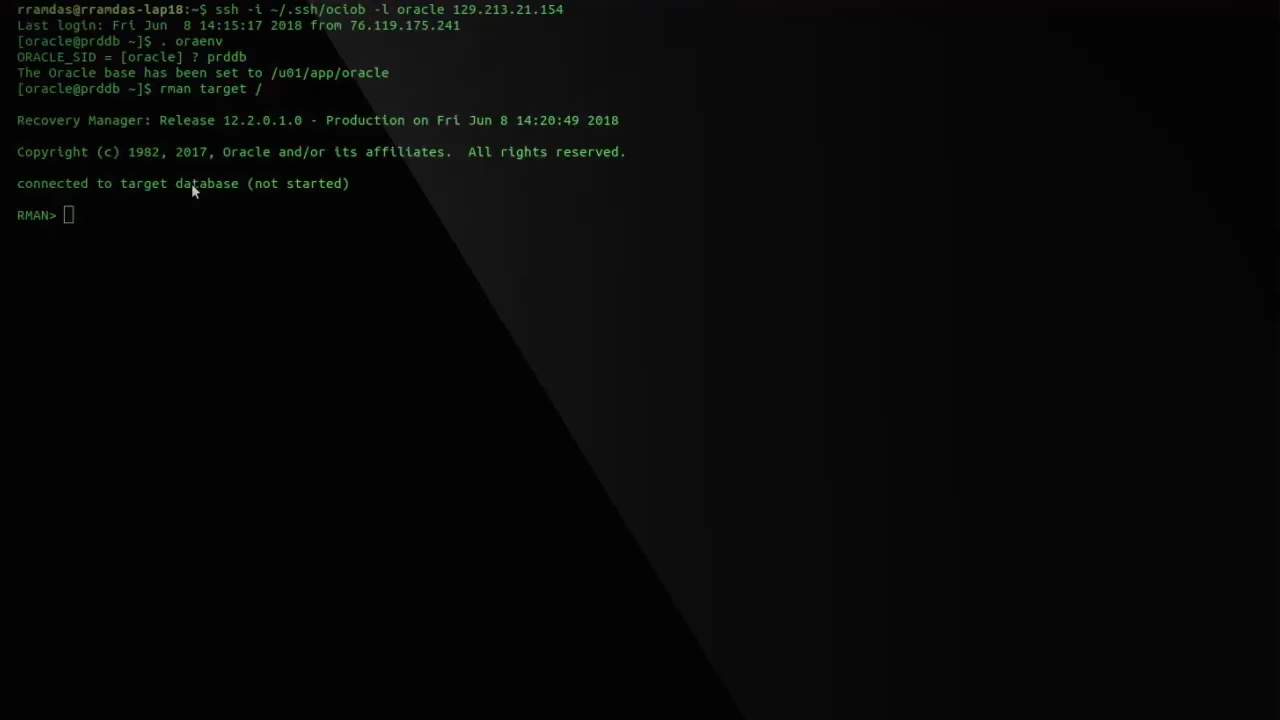 rramdas@rramdas-lap18:~$ ssh -i ~/.ssh/ociob -l oracle 129.213.21.154
Last login: Fri Jun  8 14:15:17 2018 from 76.119.175.241
[oracle@prddb ~]$ . oraenv
ORACLE_SID = [oracle] ? prddb
The Oracle base has been set to /u01/app/oracle
[oracle@prddb ~]$ rman target /
Recovery Manager: Release 12.2.0.1.0 - Production on Fri Jun 8 14:20:49 2018
Copyright (c) 1982, 2017, Oracle and/or its affiliates.  All rights reserved.
connected to target database (not started)
RMAN>